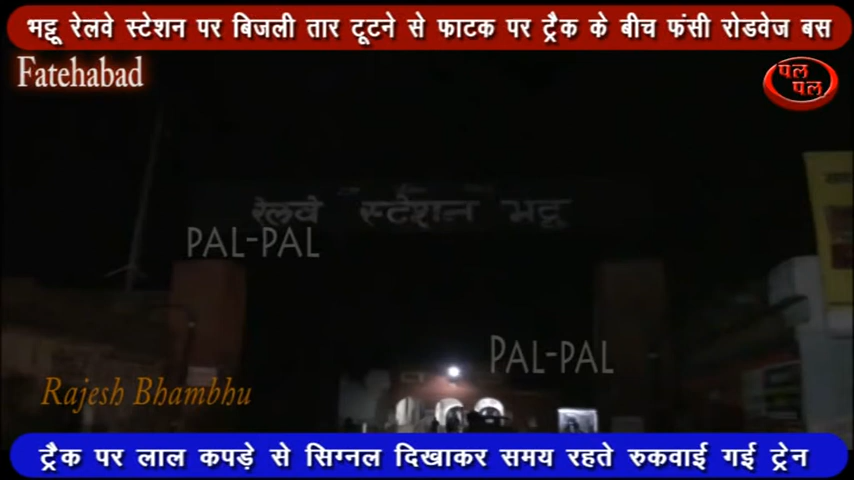 भट्टू रेलवे स्टेशन पर बिजली तार टूटने से फाटक पर ट्रैक के बीच फंसी रोडवेज बस
Fatehabad
पल
पल
रेलवे स्टेशन भट्टू
PAL-PAL
PAL-PAL
Rajesh Bhambhu
ट्रैक पर लाल कपड़े से सिग्नल दिखाकर समय रहते रुकवाई गई ट्रेन